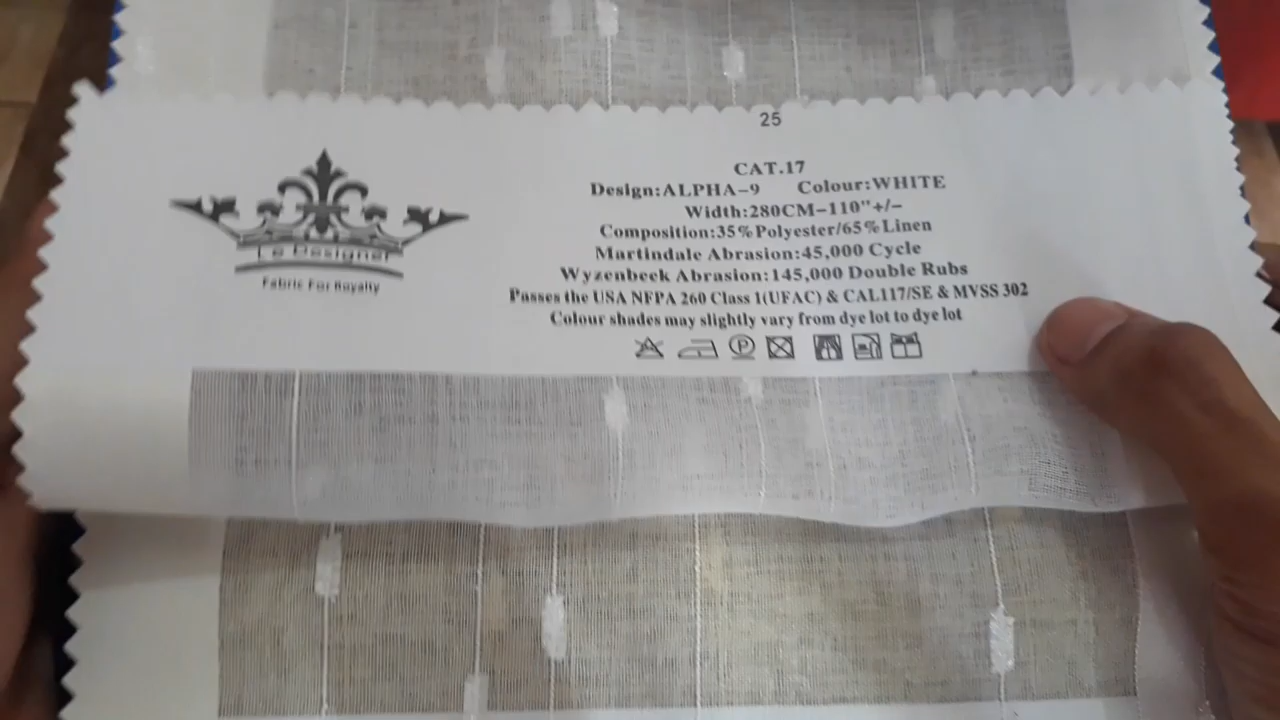 25
CAT.17
Design:ALPHA-9 Colour:WHITE
Width:280CM-110"+/-
Composition:35%Polyester/65%Linen
Martindale Abrasion:45,000 Cycle
Wyzenbeek Abrasion:145,000 Double Rubs
Passes the USA NFPA 260 Class 1(UFAC) & CAL117/SE & MVSS 302
Colour shades may slightly vary from dye lot to dye lot
P
Le Designer
Fabric For Royalty